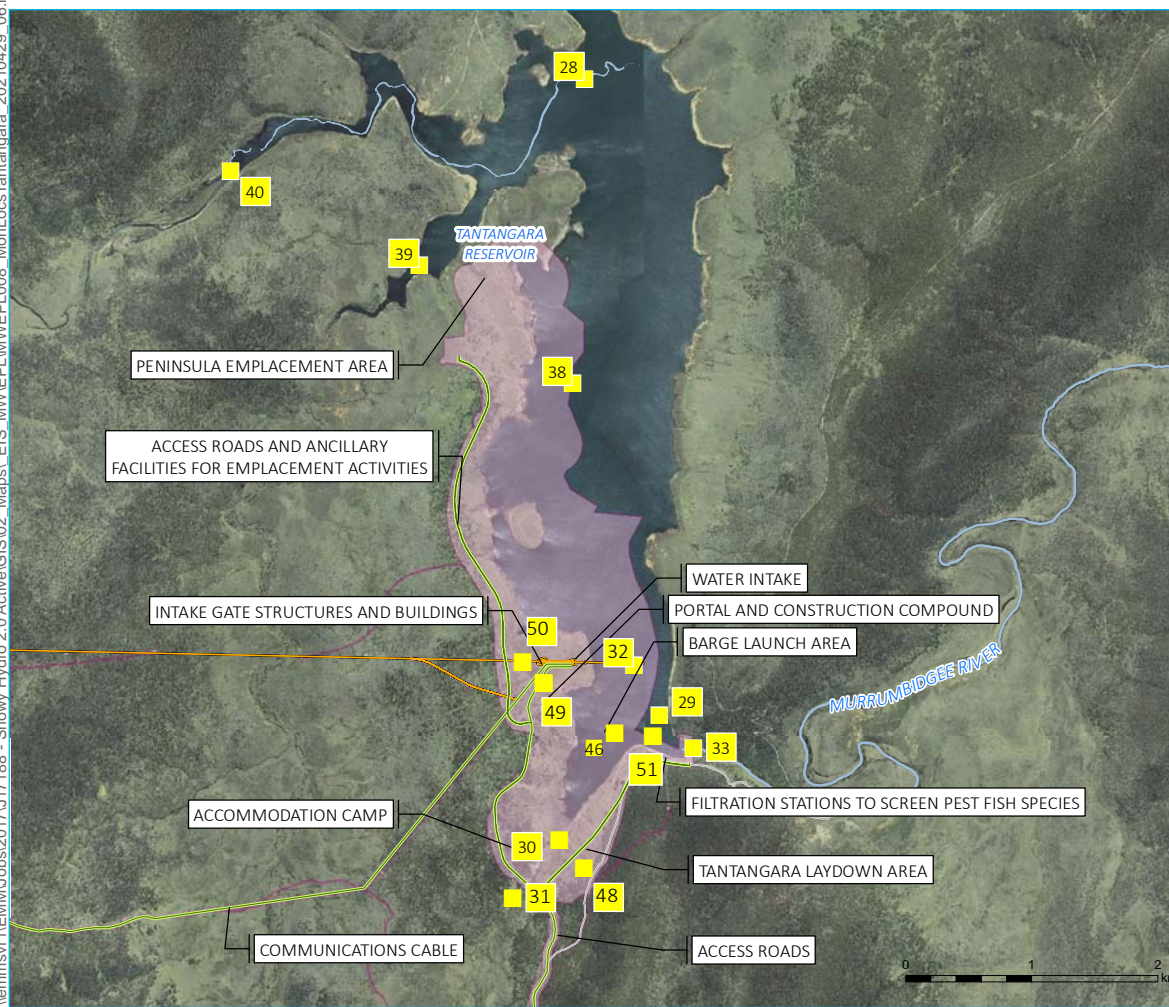 28
40
39
TANTANGARA
RESERVOIR
PENINSULA EMPLACEMENT AREA
38
ACCESS ROADS AND ANCILLARY
FACILITIES FOR EMPLACEMENT ACTIVITIES
WATER INTAKE
INTAKE GATE STRUCTURES AND BUILDINGS
PORTAL AND CONSTRUCTION COMPOUND
50
32
BARGE LAUNCH AREA
MURRUMBIDGEE RIVER
29
49
33
46
51
FILTRATION STATIONS TO SCREEN PEST FISH SPECIES
ACCOMMODATION CAMP
30
TANTANGARA LAYDOWN AREA
31
48
COMMUNICATIONS CABLE
ACCESS ROADS
0
1
2